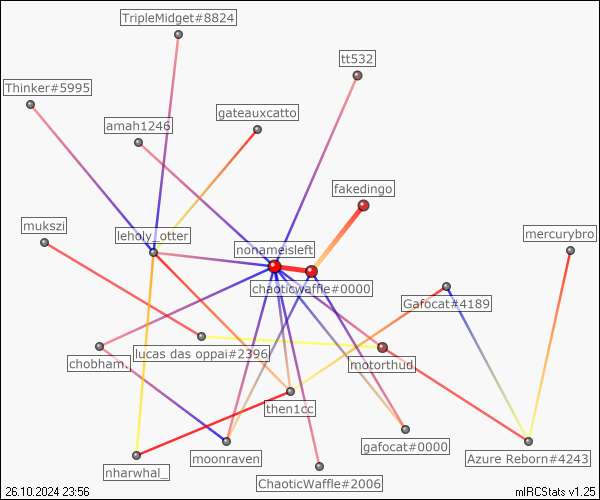 TripleMidget#8824
tt532
Thinker#5995
gateauxcatto
amah1246
fakedingo
mukszi
leholy_otter
mercurybro
nonameisleft
chaoticwaffle#0000
Gafocat#4189
lucas das oppai#2396
chobham.
motorthud
then1cc
gafocat#0000
moonraven
Azure Reborn#4243
nharwhal_
ChaoticWaffle#2006
26.10.2024 23:56
mIRCStats v1.25